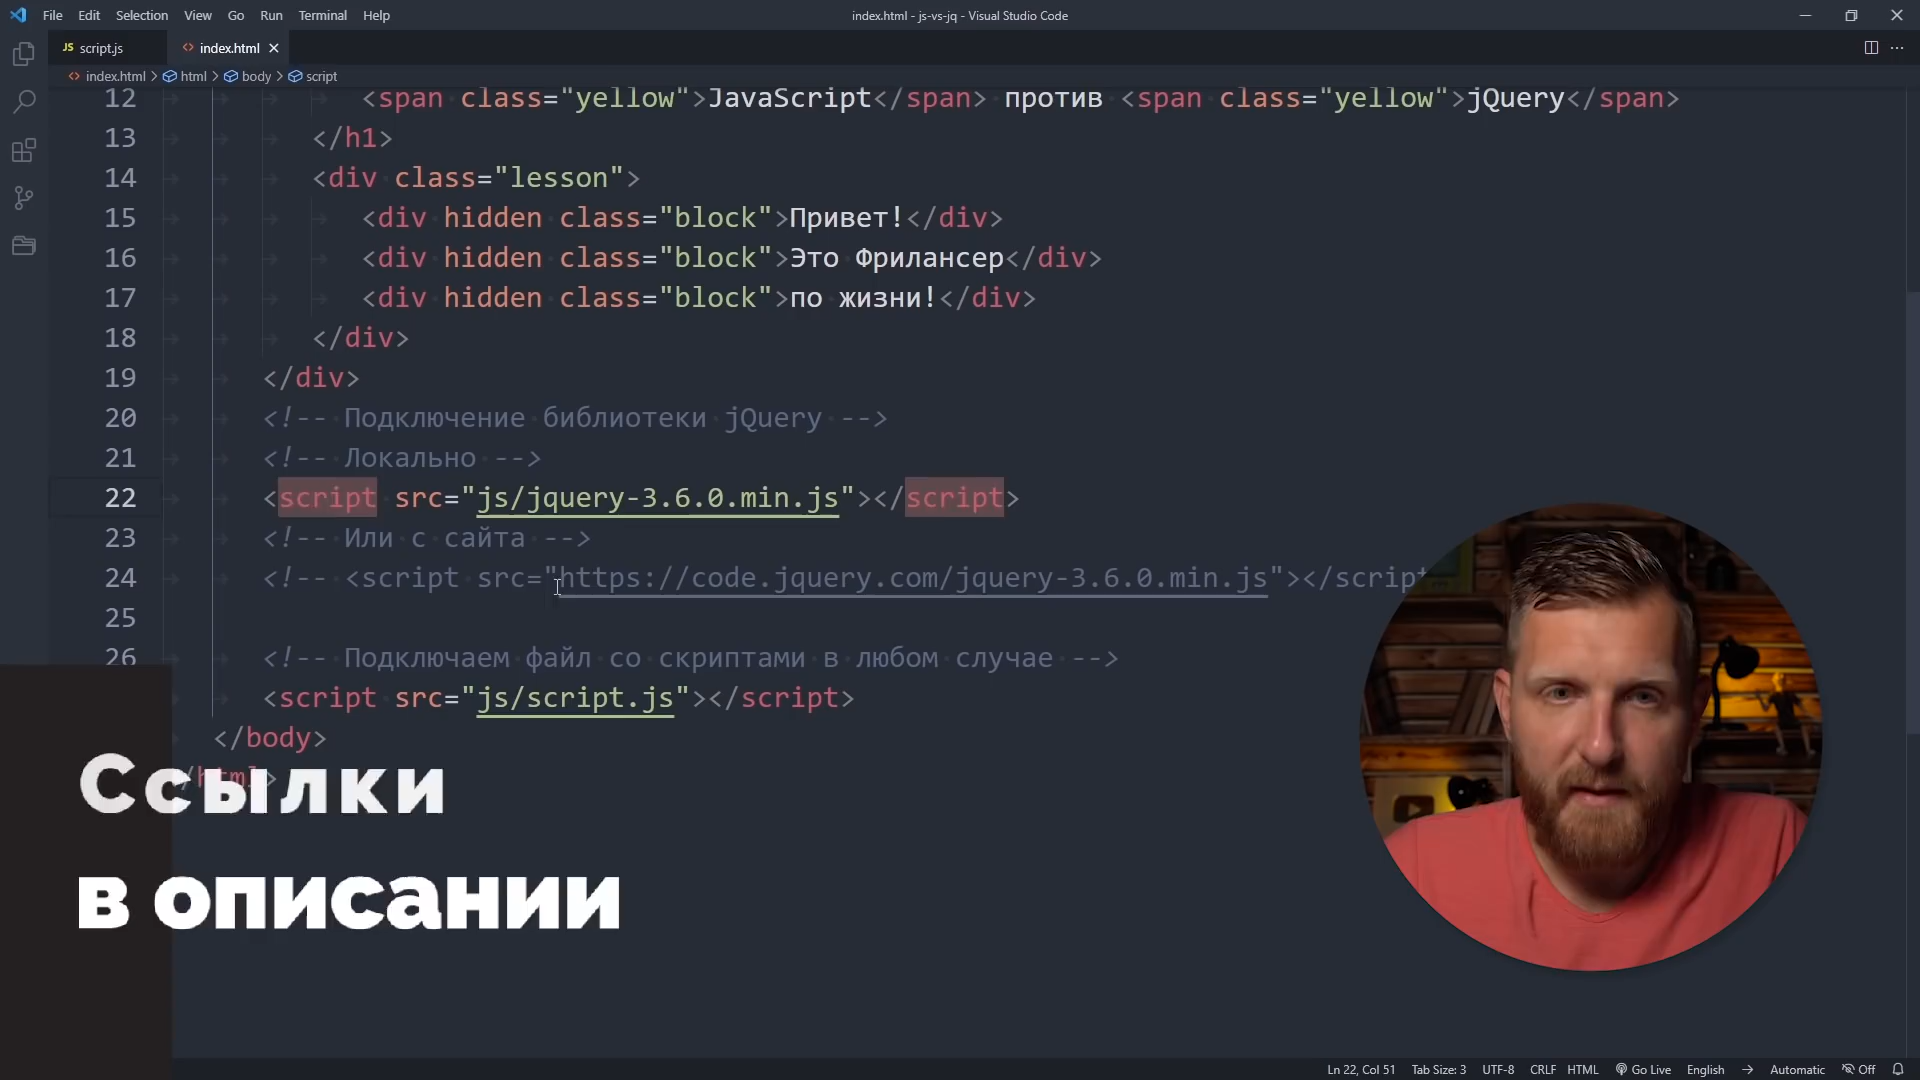 File Edit Selection View Go Run Terminal Help
index.html - js-vs-jq - Visual Studio Code
JS script.js
<> index.html
<> index.html > html > body > script
12 <span class="yellow">JavaScript</span> против <span class="yellow">jQuery</span>
13 </h1>
14 <div class="lesson">
15 <div hidden class="block">Привет!</div>
16 <div hidden class="block">Это Фрилансер</div>
17 <div hidden class="block">по жизни!</div>
18 </div>
19 </div>
20 <!-- Подключение библиотеки jQuery -->
21 <!-- Локально -->
22 <script src="js/jquery-3.6.0.min.js"></script>
23 <!-- Или с сайта -->
24 <!-- <script src="https://code.jquery.com/jquery-3.6.0.min.js"></script
25
26 <!-- Подключаем файл со скриптами в любом случае -->
<script src="js/script.js"></script>
</body>
/html>
Ссылки
в описании
Ln 22, Col 51 Tab Size: 3 UTF-8 CRLF HTML Go Live English Automatic Off